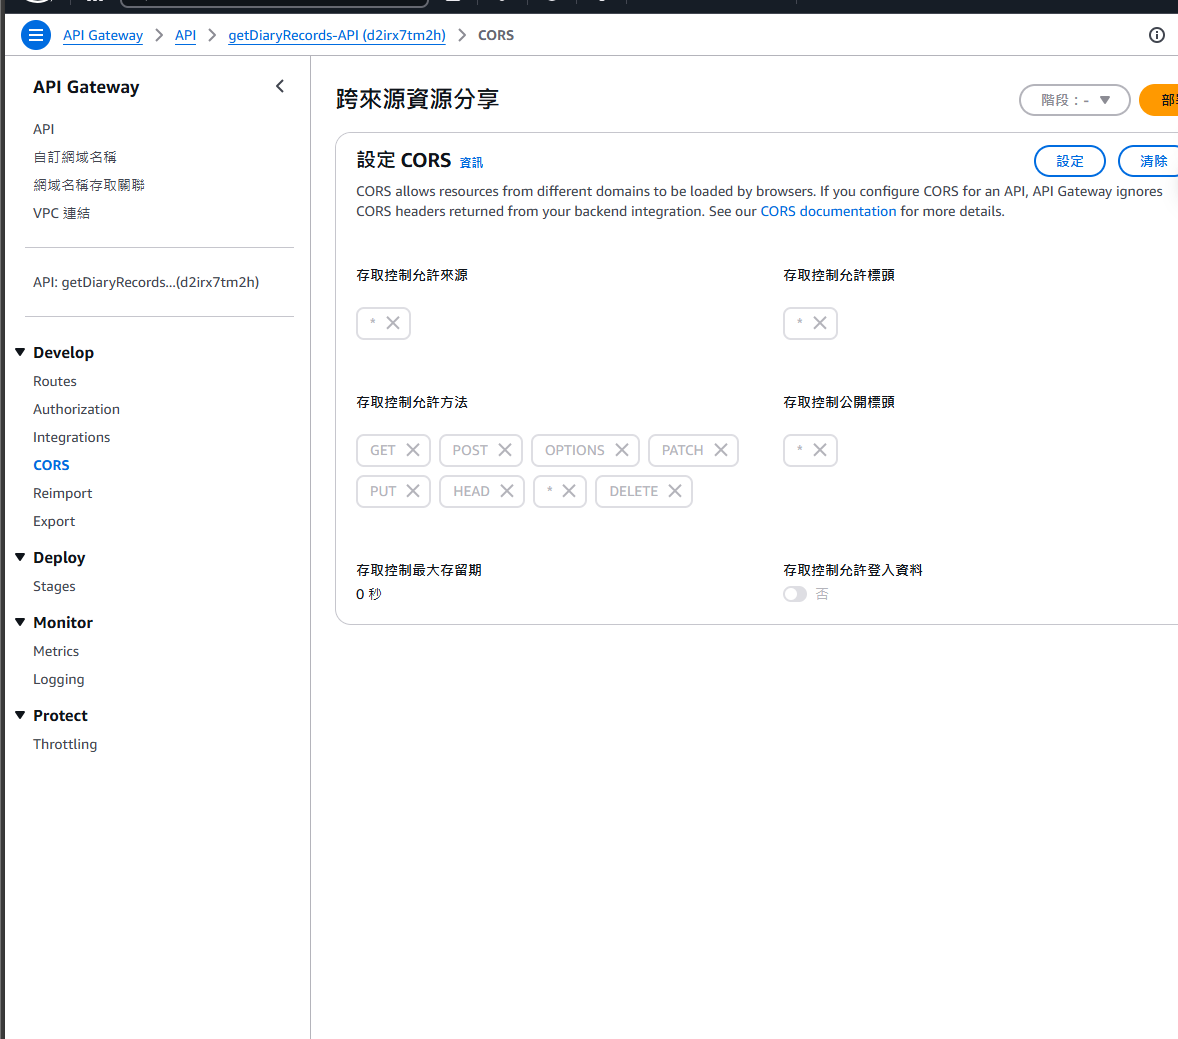 API Gateway > API > getDiaryRecords-API (d2irx7tm2h) > CORS
API Gateway
API
自訂網域名稱
網域名稱存取關聯
VPC 連結
API: getDiaryRecords...(d2irx7tm2h)
Develop
Routes
Authorization
Integrations
CORS
Reimport
Export
Deploy
Stages
Monitor
Metrics
Logging
Protect
Throttling
跨來源資源分享
階段：-
設定 CORS 資訊
設定
清除
CORS allows resources from different domains to be loaded by browsers. If you configure CORS for an API, API Gateway ignores
CORS headers returned from your backend integration. See our CORS documentation for more details.
存取控制允許來源
*
存取控制允許標頭
*
存取控制允許方法
GET POST OPTIONS PATCH
PUT HEAD * DELETE
存取控制公開標頭
*
存取控制最大存留期
0 秒
存取控制允許登入資料
否